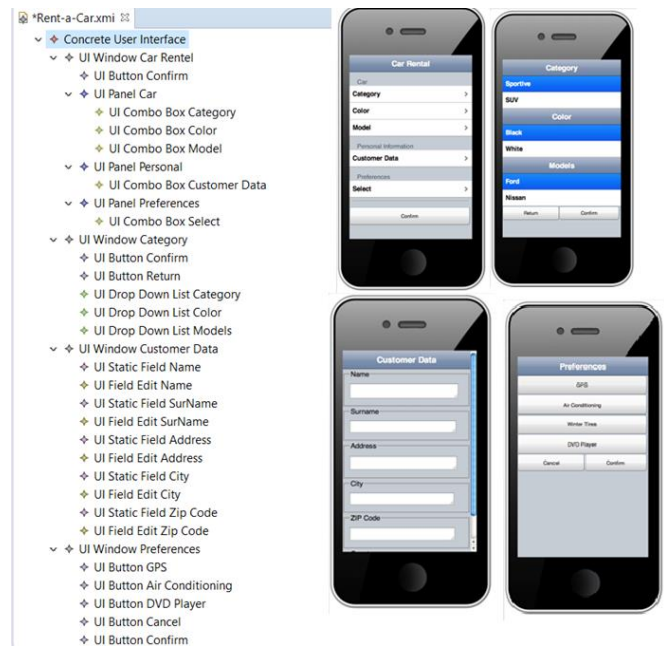 *Rent-a-Car.xmi
Concrete User Interface
UI Window Car Rentel
UI Button Confirm
UI Panel Car
UI Combo Box Category
UI Combo Box Color
UI Combo Box Model
UI Panel Personal
UI Combo Box Customer Data
UI Panel Preferences
UI Combo Box Select
UI Window Category
UI Button Confirm
UI Button Return
UI Drop Down List Category
UI Drop Down List Color
UI Drop Down List Models
UI Window Customer Data
UI Static Field Name
UI Field Edit Name
UI Static Field SurName
UI Field Edit SurName
UI Static Field Address
UI Field Edit Address
UI Static Field City
UI Field Edit City
UI Static Field Zip Code
UI Field Edit Zip Code
UI Window Preferences
UI Button GPS
UI Button Air Conditioning
UI Button DVD Player
UI Button Cancel
UI Button Confirm
Car Rental
Car
Category
Color
Model
Personal Information
Customer Data
Preferences
Select
Confirm
Category
Sportive
SUV
Color
Black
White
Models
Ford
Nissan
Return Confirm
Customer Data
Name
Surname
Address
City
ZIP Code
Preferences
GPS
Air Conditioning
Winter Tires
DVD Player
Cancel Confirm